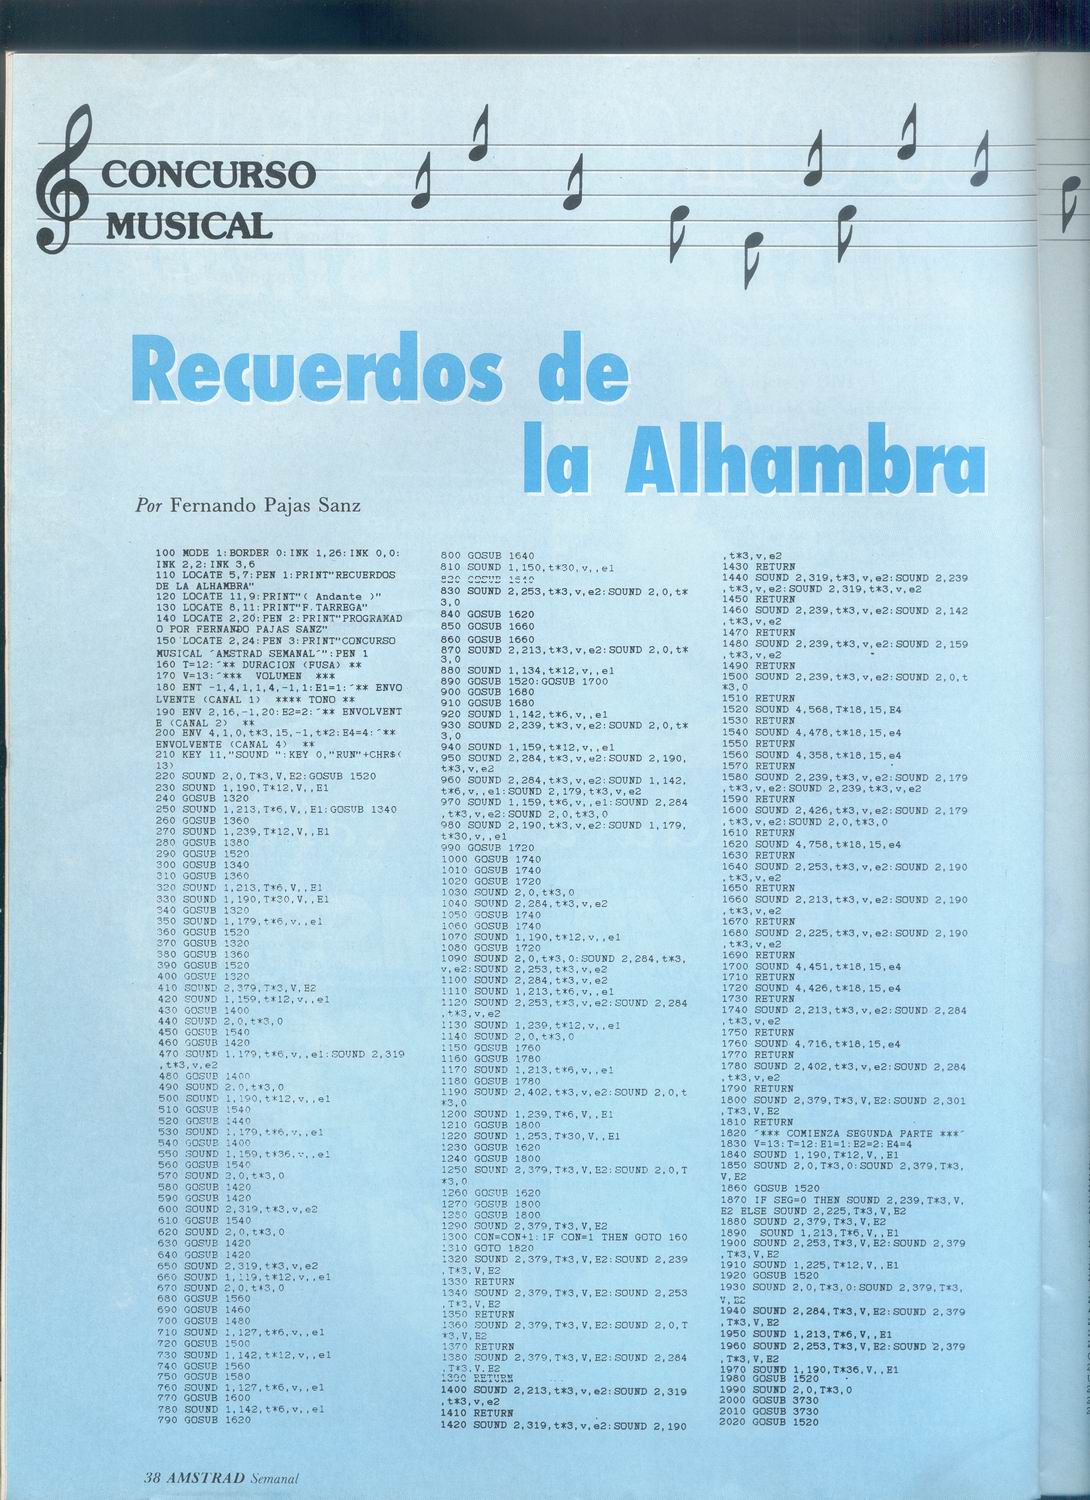 CONCURSO
MUSICAL
Recuerdos de
la Alhambra
Por Fernando Pajas Sanz
100 MODE 1:BORDER 0:INK 1,26:INK 0,0:
INK 2,2:INK 3,6
110 LOCATE 5,7:PEN 1:PRINT"RECUERDOS
DE LA ALHAMBRA"
120 LOCATE 11,9:PRINT"( Andante )"
130 LOCATE 8,11:PRINT"F.TARREGA"
140 LOCATE 2,20:PEN 2:PRINT"PROGRAMAD
O POR FERNANDO PAJAS SANZ"
150 LOCATE 2,24:PEN 3:PRINT"CONCURSO
MUSICAL ´AMSTRAD SEMANAL´":PEN 1
160 T=12:´** DURACION (FUSA) **
170 V=13:´***  VOLUMEN  ***
180 ENT -1,4,1,1,4,-1,1:E1=1:´** ENVO
LVENTE (CANAL 1)  **** TONO **
190 ENV 2,16,-1,20:E2=2:´** ENVOLVENT
E (CANAL 2)  **
200 ENV 4,1,0,t*3,15,-1,t*2:E4=4:´**
ENVOLVENTE (CANAL 4)  **
210 KEY 11,"SOUND ":KEY 0,"RUN"+CHR$(
13)
220 SOUND 2,0,T*3,V,E2:GOSUB 1520
230 SOUND 1,190,T*12,V,,E1
240 GOSUB 1320
250 SOUND 1,213,T*6,V,,E1:GOSUB 1340
260 GOSUB 1360
270 SOUND 1,239,T*12,V,,E1
280 GOSUB 1380
290 GOSUB 1520
300 GOSUB 1340
310 GOSUB 1360
320 SOUND 1,213,T*6,V,,E1
330 SOUND 1,190,T*30,V,,E1
340 GOSUB 1320
350 SOUND 1,179,t*6,v,,e1
360 GOSUB 1520
370 GOSUB 1320
380 GOSUB 1360
390 GOSUB 1520
400 GOSUB 1320
410 SOUND 2,379,T*3,V,E2
420 SOUND 1,159,t*12,v,,e1
430 GOSUB 1400
440 SOUND 2,0,t*3,0
450 GOSUB 1540
460 GOSUB 1420
470 SOUND 1,179,t*6,v,,e1:SOUND 2,319
,t*3,v,e2
480 GOSUB 1400
490 SOUND 2,0,t*3,0
500 SOUND 1,190,t*12,v,,e1
510 GOSUB 1540
520 GOSUB 1440
530 SOUND 1,179,t*6,v,,e1
540 GOSUB 1400
550 SOUND 1,159,t*36,v,,e1
560 GOSUB 1540
570 SOUND 2,0,t*3,0
580 GOSUB 1420
590 GOSUB 1420
600 SOUND 2,319,t*3,v,e2
610 GOSUB 1540
620 SOUND 2,0,t*3,0
630 GOSUB 1420
640 GOSUB 1420
650 SOUND 2,319,t*3,v,e2
660 SOUND 1,119,t*12,v,,e1
670 SOUND 2,0,t*3,0
680 GOSUB 1560
690 GOSUB 1460
700 GOSUB 1480
710 SOUND 1,127,t*6,v,,e1
720 GOSUB 1500
730 SOUND 1,142,t*12,v,,e1
740 GOSUB 1560
750 GOSUB 1580
760 SOUND 1,127,t*6,v,,e1
770 GOSUB 1600
780 SOUND 1,142,t*6,v,,e1
790 GOSUB 1620
800 GOSUB 1640
810 SOUND 1,150,t*30,v,,e1
820 GOSUB 1640
830 SOUND 2,253,t*3,v,e2:SOUND 2,0,t*
3,0
840 GOSUB 1620
850 GOSUB 1660
860 GOSUB 1660
870 SOUND 2,213,t*3,v,e2:SOUND 2,0,t*
3,0
880 SOUND 1,134,t*12,v,,e1
890 GOSUB 1520:GOSUB 1700
900 GOSUB 1680
910 GOSUB 1680
920 SOUND 1,142,t*6,v,,e1
930 SOUND 2,239,t*3,v,e2:SOUND 2,0,t*
3,0
940 SOUND 1,159,t*12,v,,e1
950 SOUND 2,284,t*3,v,e2:SOUND 2,190,
t*3,v,e2
960 SOUND 2,284,t*3,v,e2:SOUND 1,142,
t*6,v,,e1:SOUND 2,179,t*3,v,e2
970 SOUND 1,159,t*6,v,,e1:SOUND 2,284
,t*3,v,e2:SOUND 2,0,t*3,0
980 SOUND 2,190,t*3,v,e2:SOUND 1,179,
t*30,v,,e1
990 GOSUB 1720
1000 GOSUB 1740
1010 GOSUB 1740
1020 GOSUB 1720
1030 SOUND 2,0,t*3,0
1040 SOUND 2,284,t*3,v,e2
1050 GOSUB 1740
1060 GOSUB 1740
1070 SOUND 1,190,t*12,v,,e1
1080 GOSUB 1720
1090 SOUND 2,0,t*3,0:SOUND 2,284,t*3,
v,e2:SOUND 2,253,t*3,v,e2
1100 SOUND 2,284,t*3,v,e2
1110 SOUND 1,213,t*6,v,,e1
1120 SOUND 2,253,t*3,v,e2:SOUND 2,284
,t*3,v,e2
1130 SOUND 1,239,t*12,v,,e1
1140 SOUND 2,0,t*3,0
1150 GOSUB 1760
1160 GOSUB 1780
1170 SOUND 1,213,t*6,v,,e1
1180 GOSUB 1780
1190 SOUND 2,402,t*3,v,e2:SOUND 2,0,t
*3,0
1200 SOUND 1,239,T*6,V,,E1
1210 GOSUB 1800
1220 SOUND 1,253,T*30,V,,E1
1230 GOSUB 1620
1240 GOSUB 1800
1250 SOUND 2,379,T*3,V,E2:SOUND 2,0,T
*3,0
1260 GOSUB 1620
1270 GOSUB 1800
1280 GOSUB 1800
1290 SOUND 2,379,T*3,V,E2
1300 CON=CON+1:IF CON=1 THEN GOTO 160
1310 GOTO 1820
1320 SOUND 2,379,T*3,V,E2:SOUND 2,239
,T*3,V,E2
1330 RETURN
1340 SOUND 2,379,T*3,V,E2:SOUND 2,253
,T*3,V,E2
1350 RETURN
1360 SOUND 2,379,T*3,V,E2:SOUND 2,0,T
*3,V,E2
1370 RETURN
1380 SOUND 2,379,T*3,V,E2:SOUND 2,284
,T*3,V,E2
1390 RETURN
1400 SOUND 2,213,t*3,v,e2:SOUND 2,319
,t*3,v,e2
1410 RETURN
1420 SOUND 2,319,t*3,v,e2:SOUND 2,190
,t*3,v,e2
1430 RETURN
1440 SOUND 2,319,t*3,v,e2:SOUND 2,239
,t*3,v,e2:SOUND 2,319,t*3,v,e2
1450 RETURN
1460 SOUND 2,239,t*3,v,e2:SOUND 2,142
,t*3,v,e2
1470 RETURN
1480 SOUND 2,239,t*3,v,e2:SOUND 2,159
,t*3,v,e2
1490 RETURN
1500 SOUND 2,239,t*3,v,e2:SOUND 2,0,t
*3,0
1510 RETURN
1520 SOUND 4,568,T*18,15,E4
1530 RETURN
1540 SOUND 4,478,t*18,15,e4
1550 RETURN
1560 SOUND 4,358,t*18,15,e4
1570 RETURN
1580 SOUND 2,239,t*3,v,e2:SOUND 2,179
,t*3,v,e2:SOUND 2,239,t*3,v,e2
1590 RETURN
1600 SOUND 2,426,t*3,v,e2:SOUND 2,179
,t*3,v,e2:SOUND 2,0,t*3,0
1610 RETURN
1620 SOUND 4,758,t*18,15,e4
1630 RETURN
1640 SOUND 2,253,t*3,v,e2:SOUND 2,190
,t*3,v,e2
1650 RETURN
1660 SOUND 2,213,t*3,v,e2:SOUND 2,190
,t*3,v,e2
1670 RETURN
1680 SOUND 2,225,t*3,v,e2:SOUND 2,190
,t*3,v,e2
1690 RETURN
1700 SOUND 4,451,t*18,15,e4
1710 RETURN
1720 SOUND 4,426,t*18,15,e4
1730 RETURN
1740 SOUND 2,213,t*3,v,e2:SOUND 2,284
,t*3,v,e2
1750 RETURN
1760 SOUND 4,716,t*18,15,e4
1770 RETURN
1780 SOUND 2,402,t*3,v,e2:SOUND 2,284
,t*3,v,e2
1790 RETURN
1800 SOUND 2,379,T*3,V,E2:SOUND 2,301
,T*3,V,E2
1810 RETURN
1820 ´*** COMIENZA SEGUNDA PARTE ***´
1830 V=13:T=12:E1=1:E2=2:E4=4
1840 SOUND 1,190,T*12,V,,E1
1850 SOUND 2,0,T*3,0:SOUND 2,379,T*3,
V,E2
1860 GOSUB 1520
1870 IF SEG=0 THEN SOUND 2,239,T*3,V,
E2 ELSE SOUND 2,225,T*3,V,E2
1880 SOUND 2,379,T*3,V,E2
1890  SOUND 1,213,T*6,V,,E1
1900 SOUND 2,253,T*3,V,E2:SOUND 2,379
,T*3,V,E2
1910 SOUND 1,225,T*12,V,,E1
1920 GOSUB 1520
1930 SOUND 2,0,T*3,0:SOUND 2,379,T*3,
V,E2
1940 SOUND 2,284,T*3,V,E2:SOUND 2,379
,T*3,V,E2
1950 SOUND 1,213,T*6,V,,E1
1960 SOUND 2,253,T*3,V,E2:SOUND 2,379
,T*3,V,E2
1970 SOUND 1,190,T*36,V,,E1
1980 GOSUB 1520
1990 SOUND 2,0,T*3,0
2000 GOSUB 3730
2010 GOSUB 3730
2020 GOSUB 1520
38 AMSTRAD Semanal